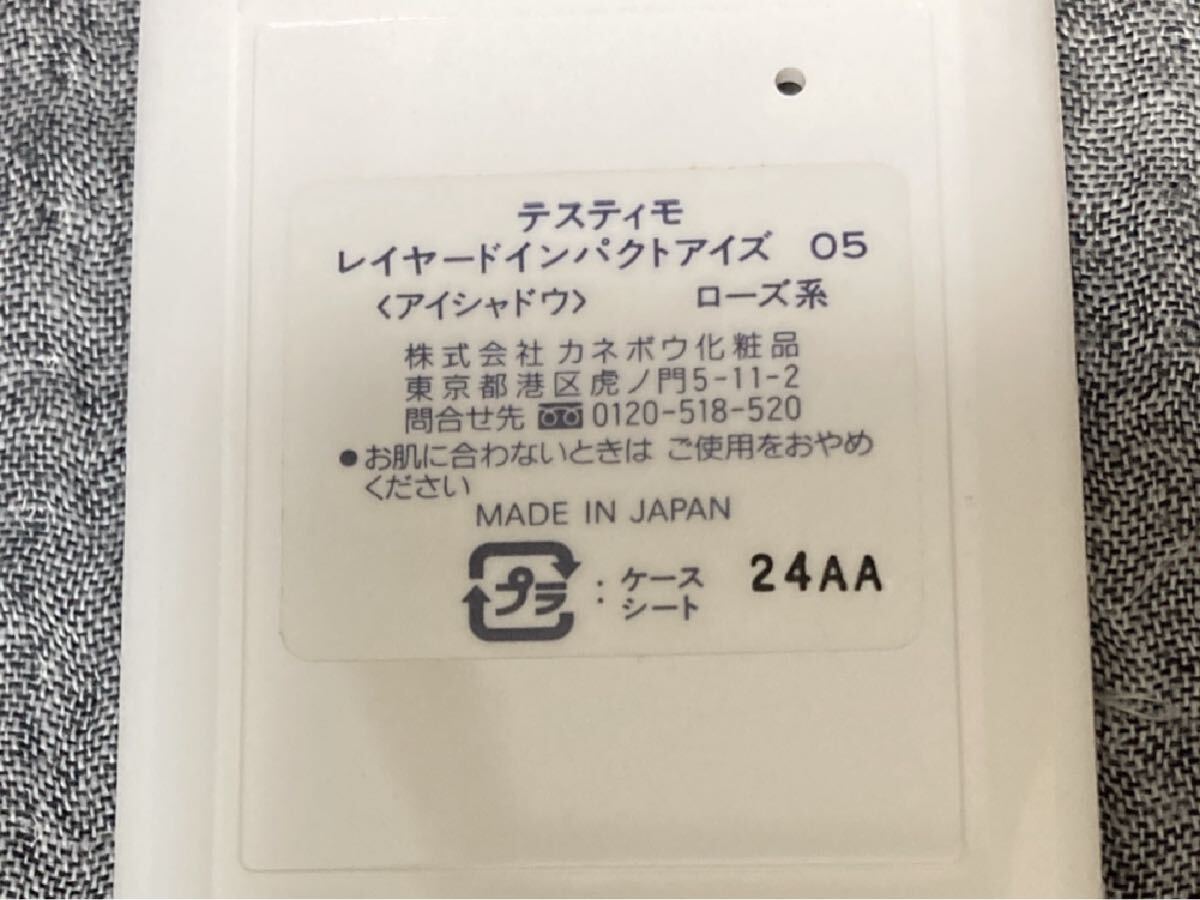 テスティモ
レイヤードインパクトアイズ 05
〈アイシャドウ〉 ローズ系
株式会社 カネボウ化粧品
東京都港区虎ノ門5-11-2
問合せ先 0120-518-520
●お肌に合わないときは ご使用をおやめ
ください
MADE IN JAPAN
プラ : ケース シート 24AA